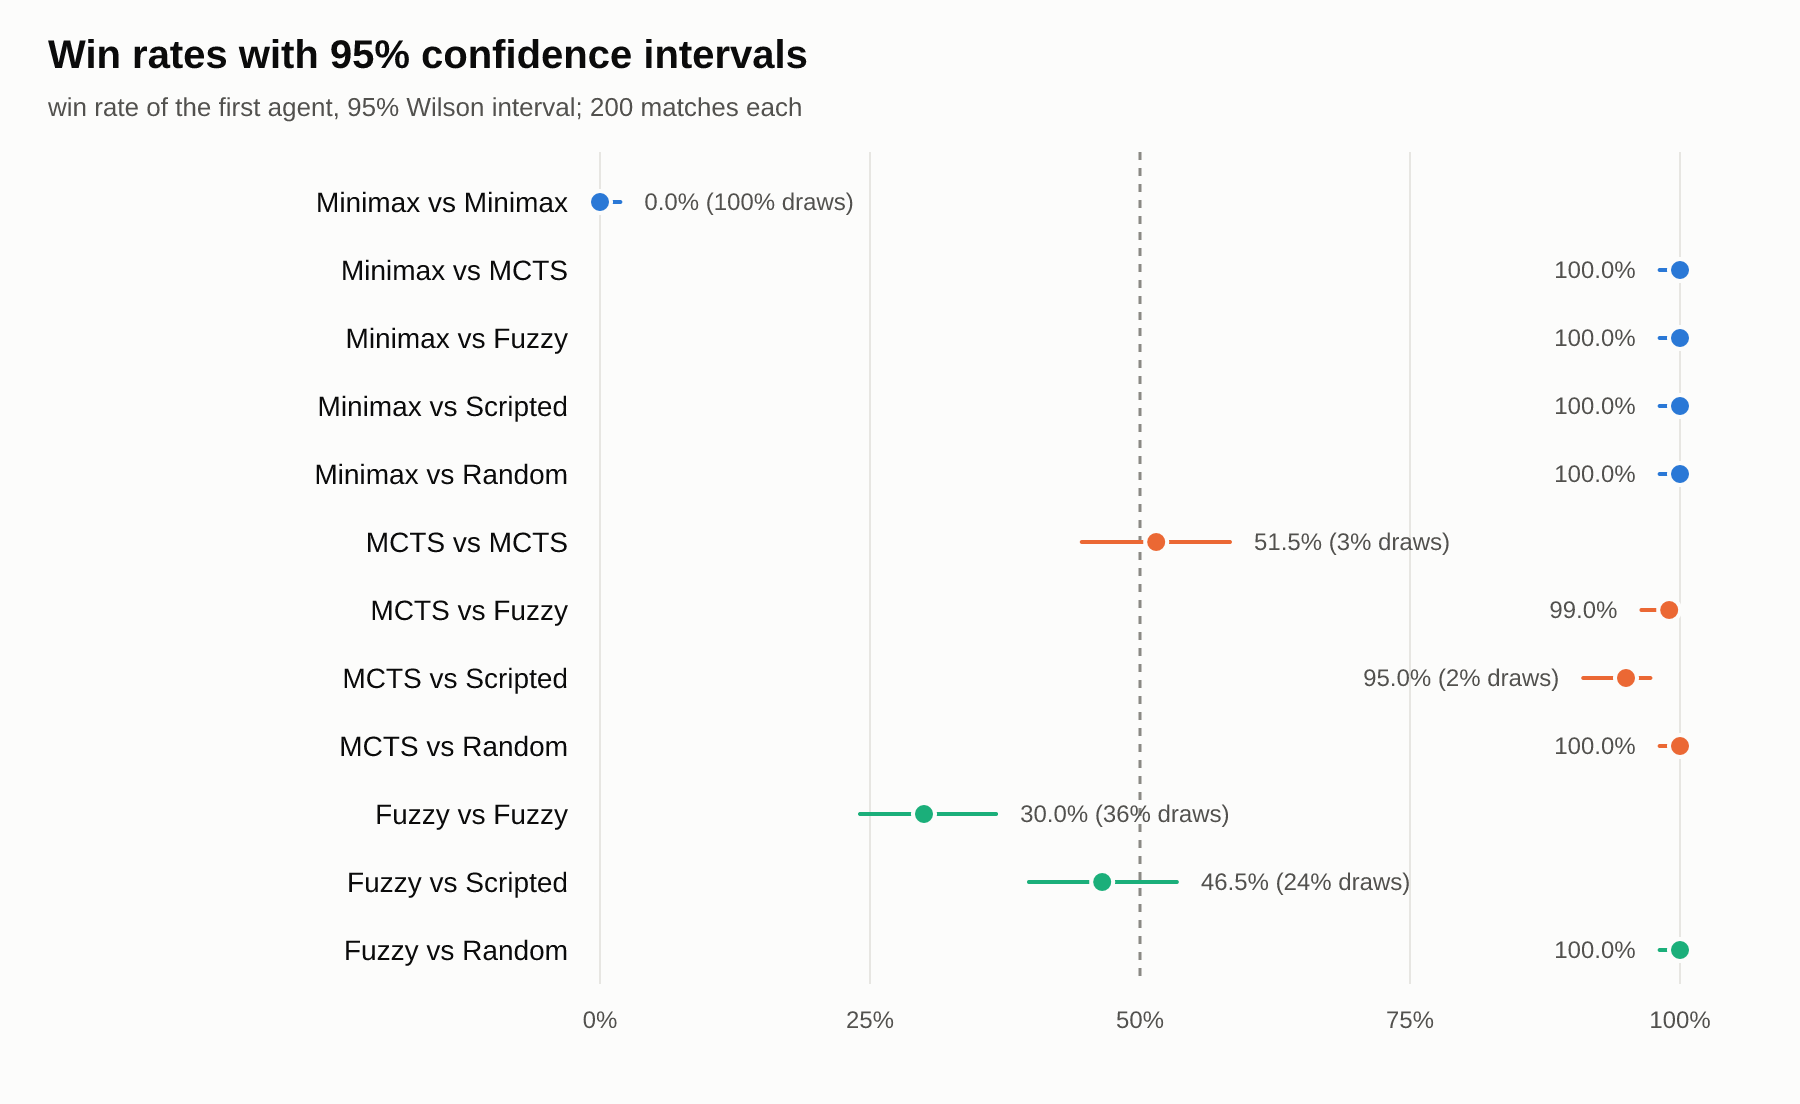 Win rates with 95% confidence intervals
win rate of the first agent, 95% Wilson interval; 200 matches each
Minimax vs Minimax 0.0% (100% draws)
Minimax vs MCTS 100.0%
Minimax vs Fuzzy 100.0%
Minimax vs Scripted 100.0%
Minimax vs Random 100.0%
MCTS vs MCTS 51.5% (3% draws)
MCTS vs Fuzzy 99.0%
MCTS vs Scripted 95.0% (2% draws)
MCTS vs Random 100.0%
Fuzzy vs Fuzzy 30.0% (36% draws)
Fuzzy vs Scripted 46.5% (24% draws)
Fuzzy vs Random 100.0%
0% 25% 50% 75% 100%